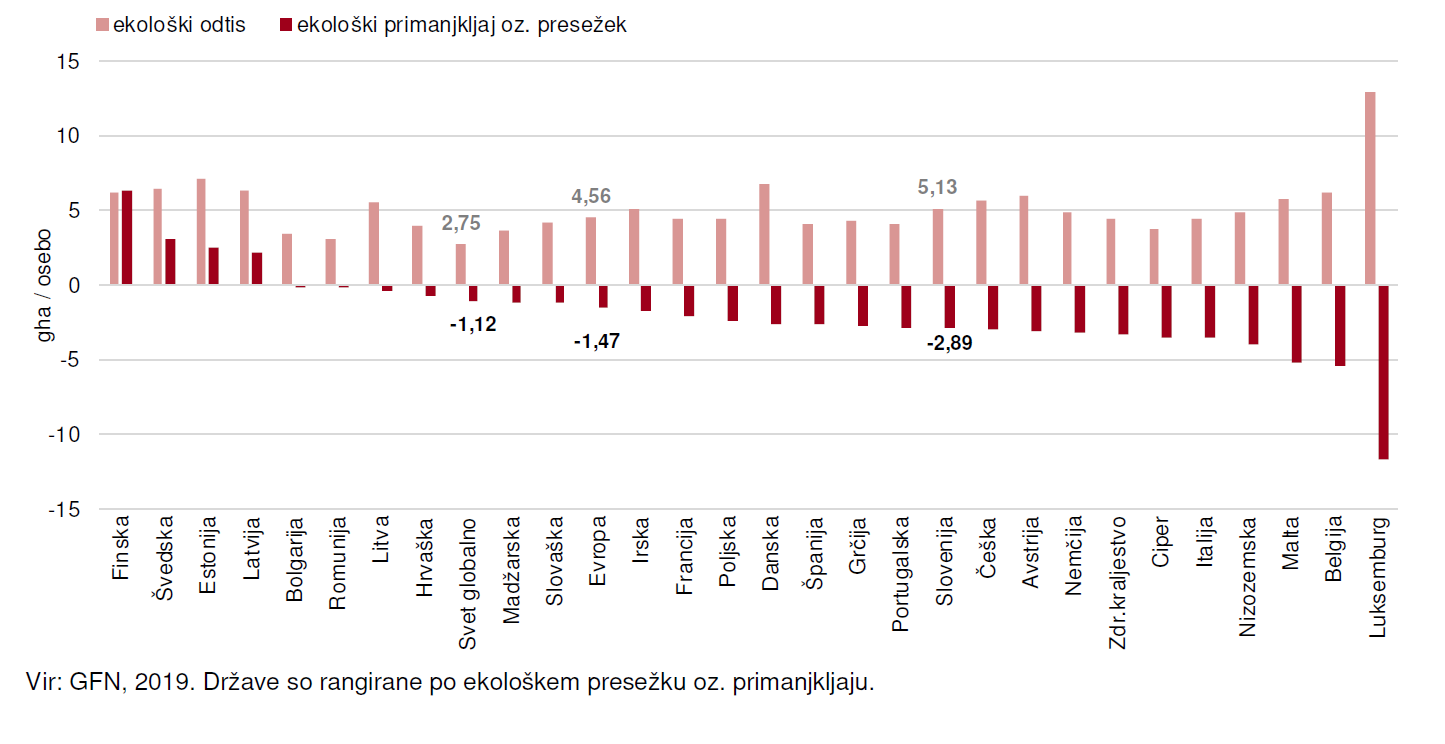 ekološki odtis ekološki primanjkljaj oz. presežek
15
10
5
0
-5
-10
-15
gha / osebo
2,75
4,56
5,13
-1,12
-1,47
-2,89
Finska
Švedska
Estonija
Latvija
Bolgarija
Romunija
Litva
Hrvaška
Svet globalno
Madžarska
Slovaška
Evropa
Irska
Francija
Poljska
Danska
Španija
Grčija
Portugalska
Slovenija
Češka
Avstrija
Nemčija
Zdr.kraljestvo
Ciper
Italija
Nizozemska
Malta
Belgija
Luksemburg
Vir: GFN, 2019. Države so rangirane po ekološkem presežku oz. primanjkljaju.